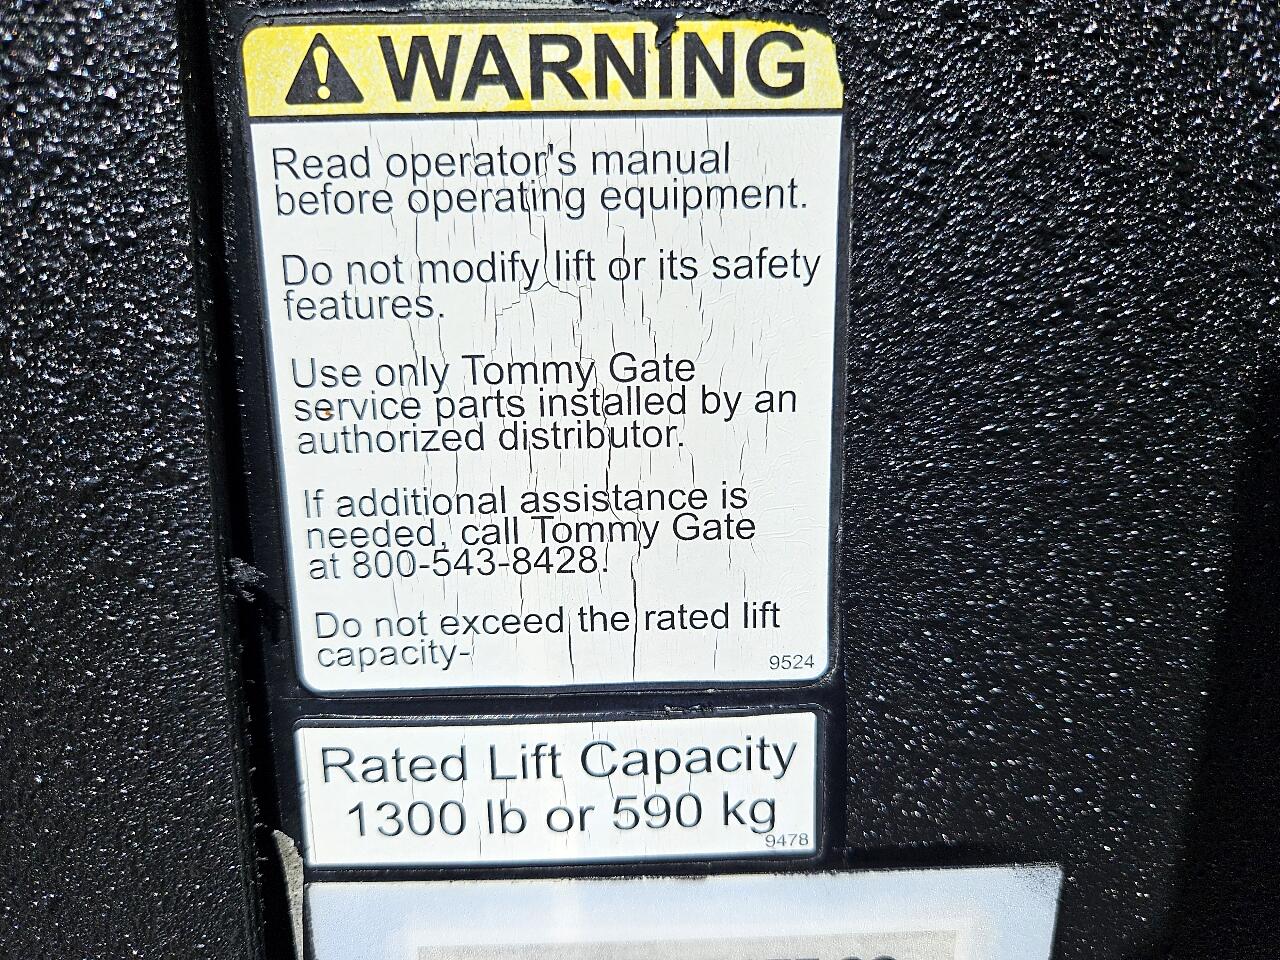 WARNING
Read operator's manual
before operating equipment.
Do not modify lift or its safety
features.
Use only Tommy Gate
service parts installed by an
authorized distributor.
If additional assistance is
needed, call Tommy Gate
at 800-543-8428.
Do not exceed the rated lift
capacity-
9524
Rated Lift Capacity
1300 lb or 590 kg
9478